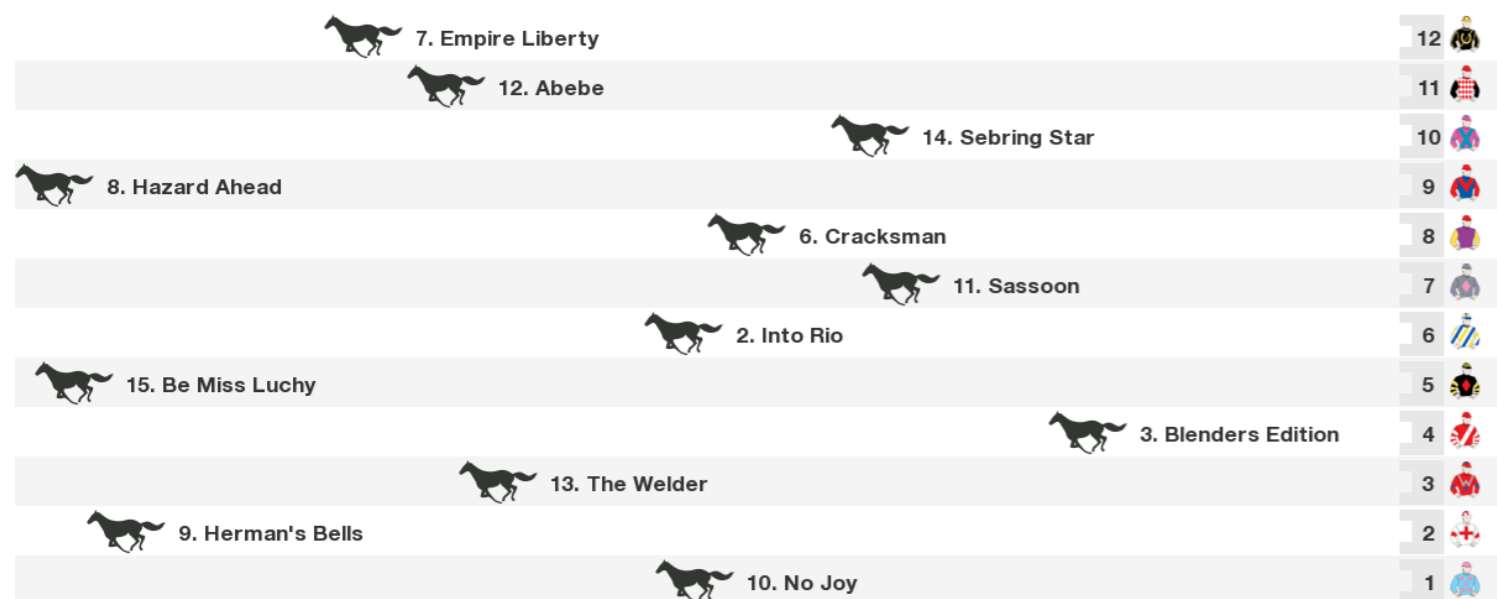 7. Empire Liberty 12
12. Abebe 11
14. Sebring Star 10
8. Hazard Ahead 9
6. Cracksman 8
11. Sassoon 7
2. Into Rio 6
15. Be Miss Luchy 5
3. Blenders Edition 4
13. The Welder 3
9. Herman's Bells 2
10. No Joy 1